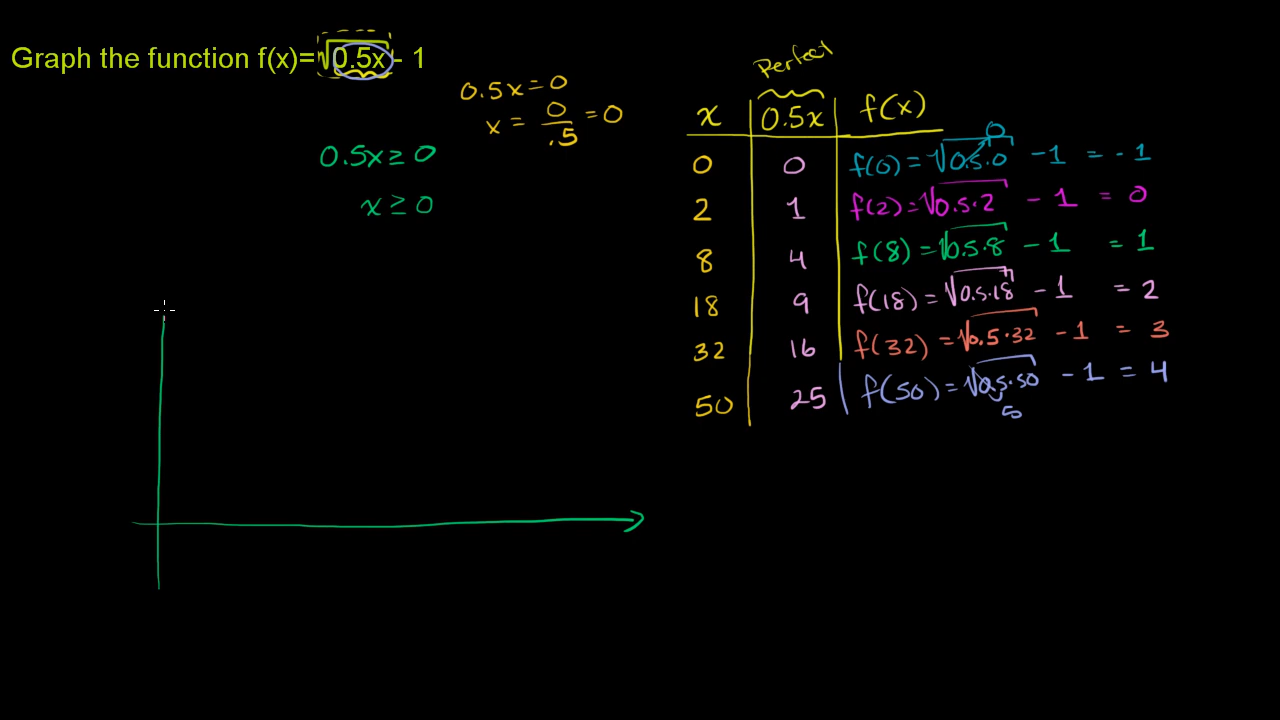 Graph the function f(x)=√0.5x - 1
0.5x = 0
x = 0/.5 = 0
0.5x ≥ 0
x ≥ 0
Perfect
x 0.5x f(x)
0
0 0 f(0) = √0.5·0 - 1 = -1
2 1 f(2) = √0.5·2 - 1 = 0
8 4 f(8) = √0.5·8 - 1 = 1
18 9 f(18) = √0.5·18 - 1 = 2
32 16 f(32) = √0.5·32 - 1 = 3
50 25 f(50) = √0.5·50 - 1 = 4
5